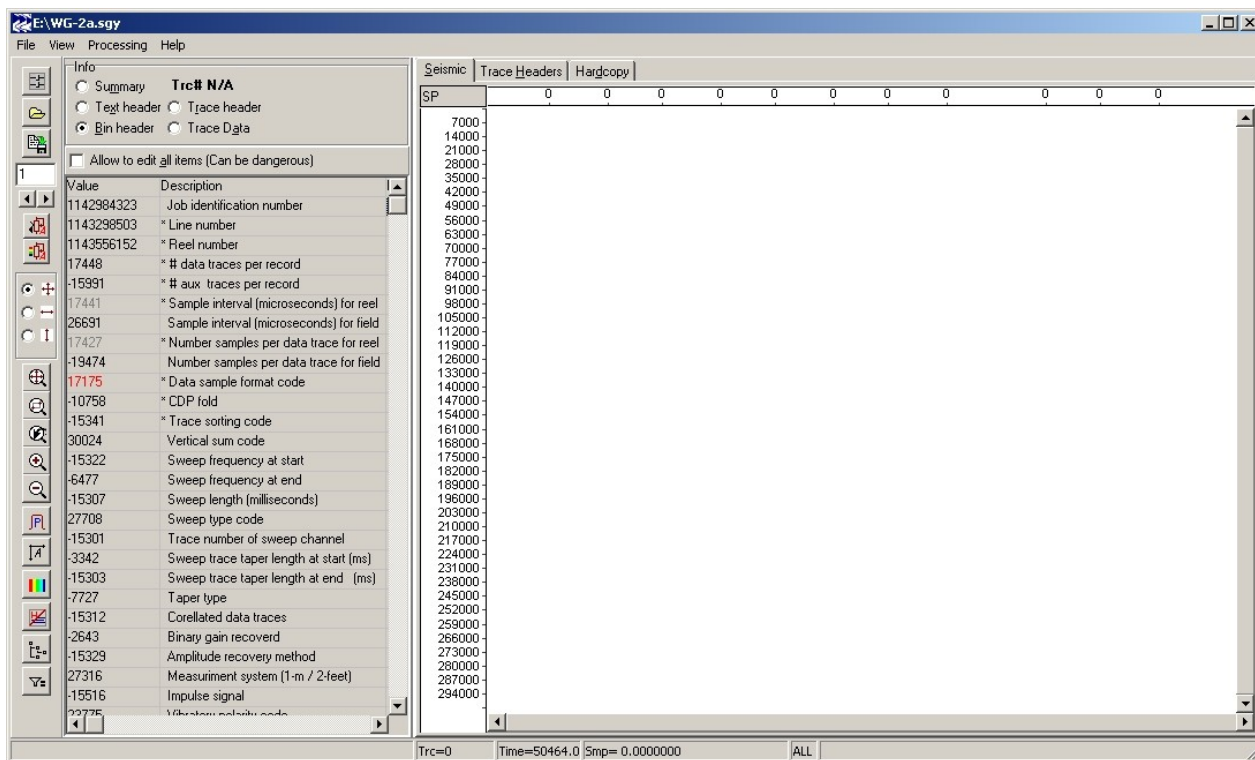 E:\WG-2a.sgy
File View Processing Help
Info
Summary Trc# N/A
Text header Trace header
Bin header Trace Data
Allow to edit all items (Can be dangerous)
1
Value Description
1142984323 Job identification number
1143298503 * Line number
1143556152 * Reel number
17448 * # data traces per record
-15991 * # aux traces per record
17441 * Sample interval (microseconds) for reel
26691 Sample interval (microseconds) for field
17427 * Number samples per data trace for reel
-19474 Number samples per data trace for field
17175 * Data sample format code
-10758 * CDP fold
-15341 * Trace sorting code
30024 Vertical sum code
-15322 Sweep frequency at start
-6477 Sweep frequency at end
-15307 Sweep length (milliseconds)
27708 Sweep type code
-15301 Trace number of sweep channel
-3342 Sweep trace taper length at start (ms)
-15303 Sweep trace taper length at end (ms)
-7727 Taper type
-15312 Corellated data traces
-2643 Binary gain recoverd
-15329 Amplitude recovery method
27316 Measuriment system (1-m / 2-feet)
-15516 Impulse signal
Seismic Trace Headers Hardcopy
SP 0 0 0 0 0 0 0 0 0 0 0
7000
14000
21000
28000
35000
42000
49000
56000
63000
70000
77000
84000
91000
98000
105000
112000
119000
126000
133000
140000
147000
154000
161000
168000
175000
182000
189000
196000
203000
210000
217000
224000
231000
238000
245000
252000
259000
266000
273000
280000
287000
294000
Trc=0 Time=50464.0 Smp= 0.0000000 ALL